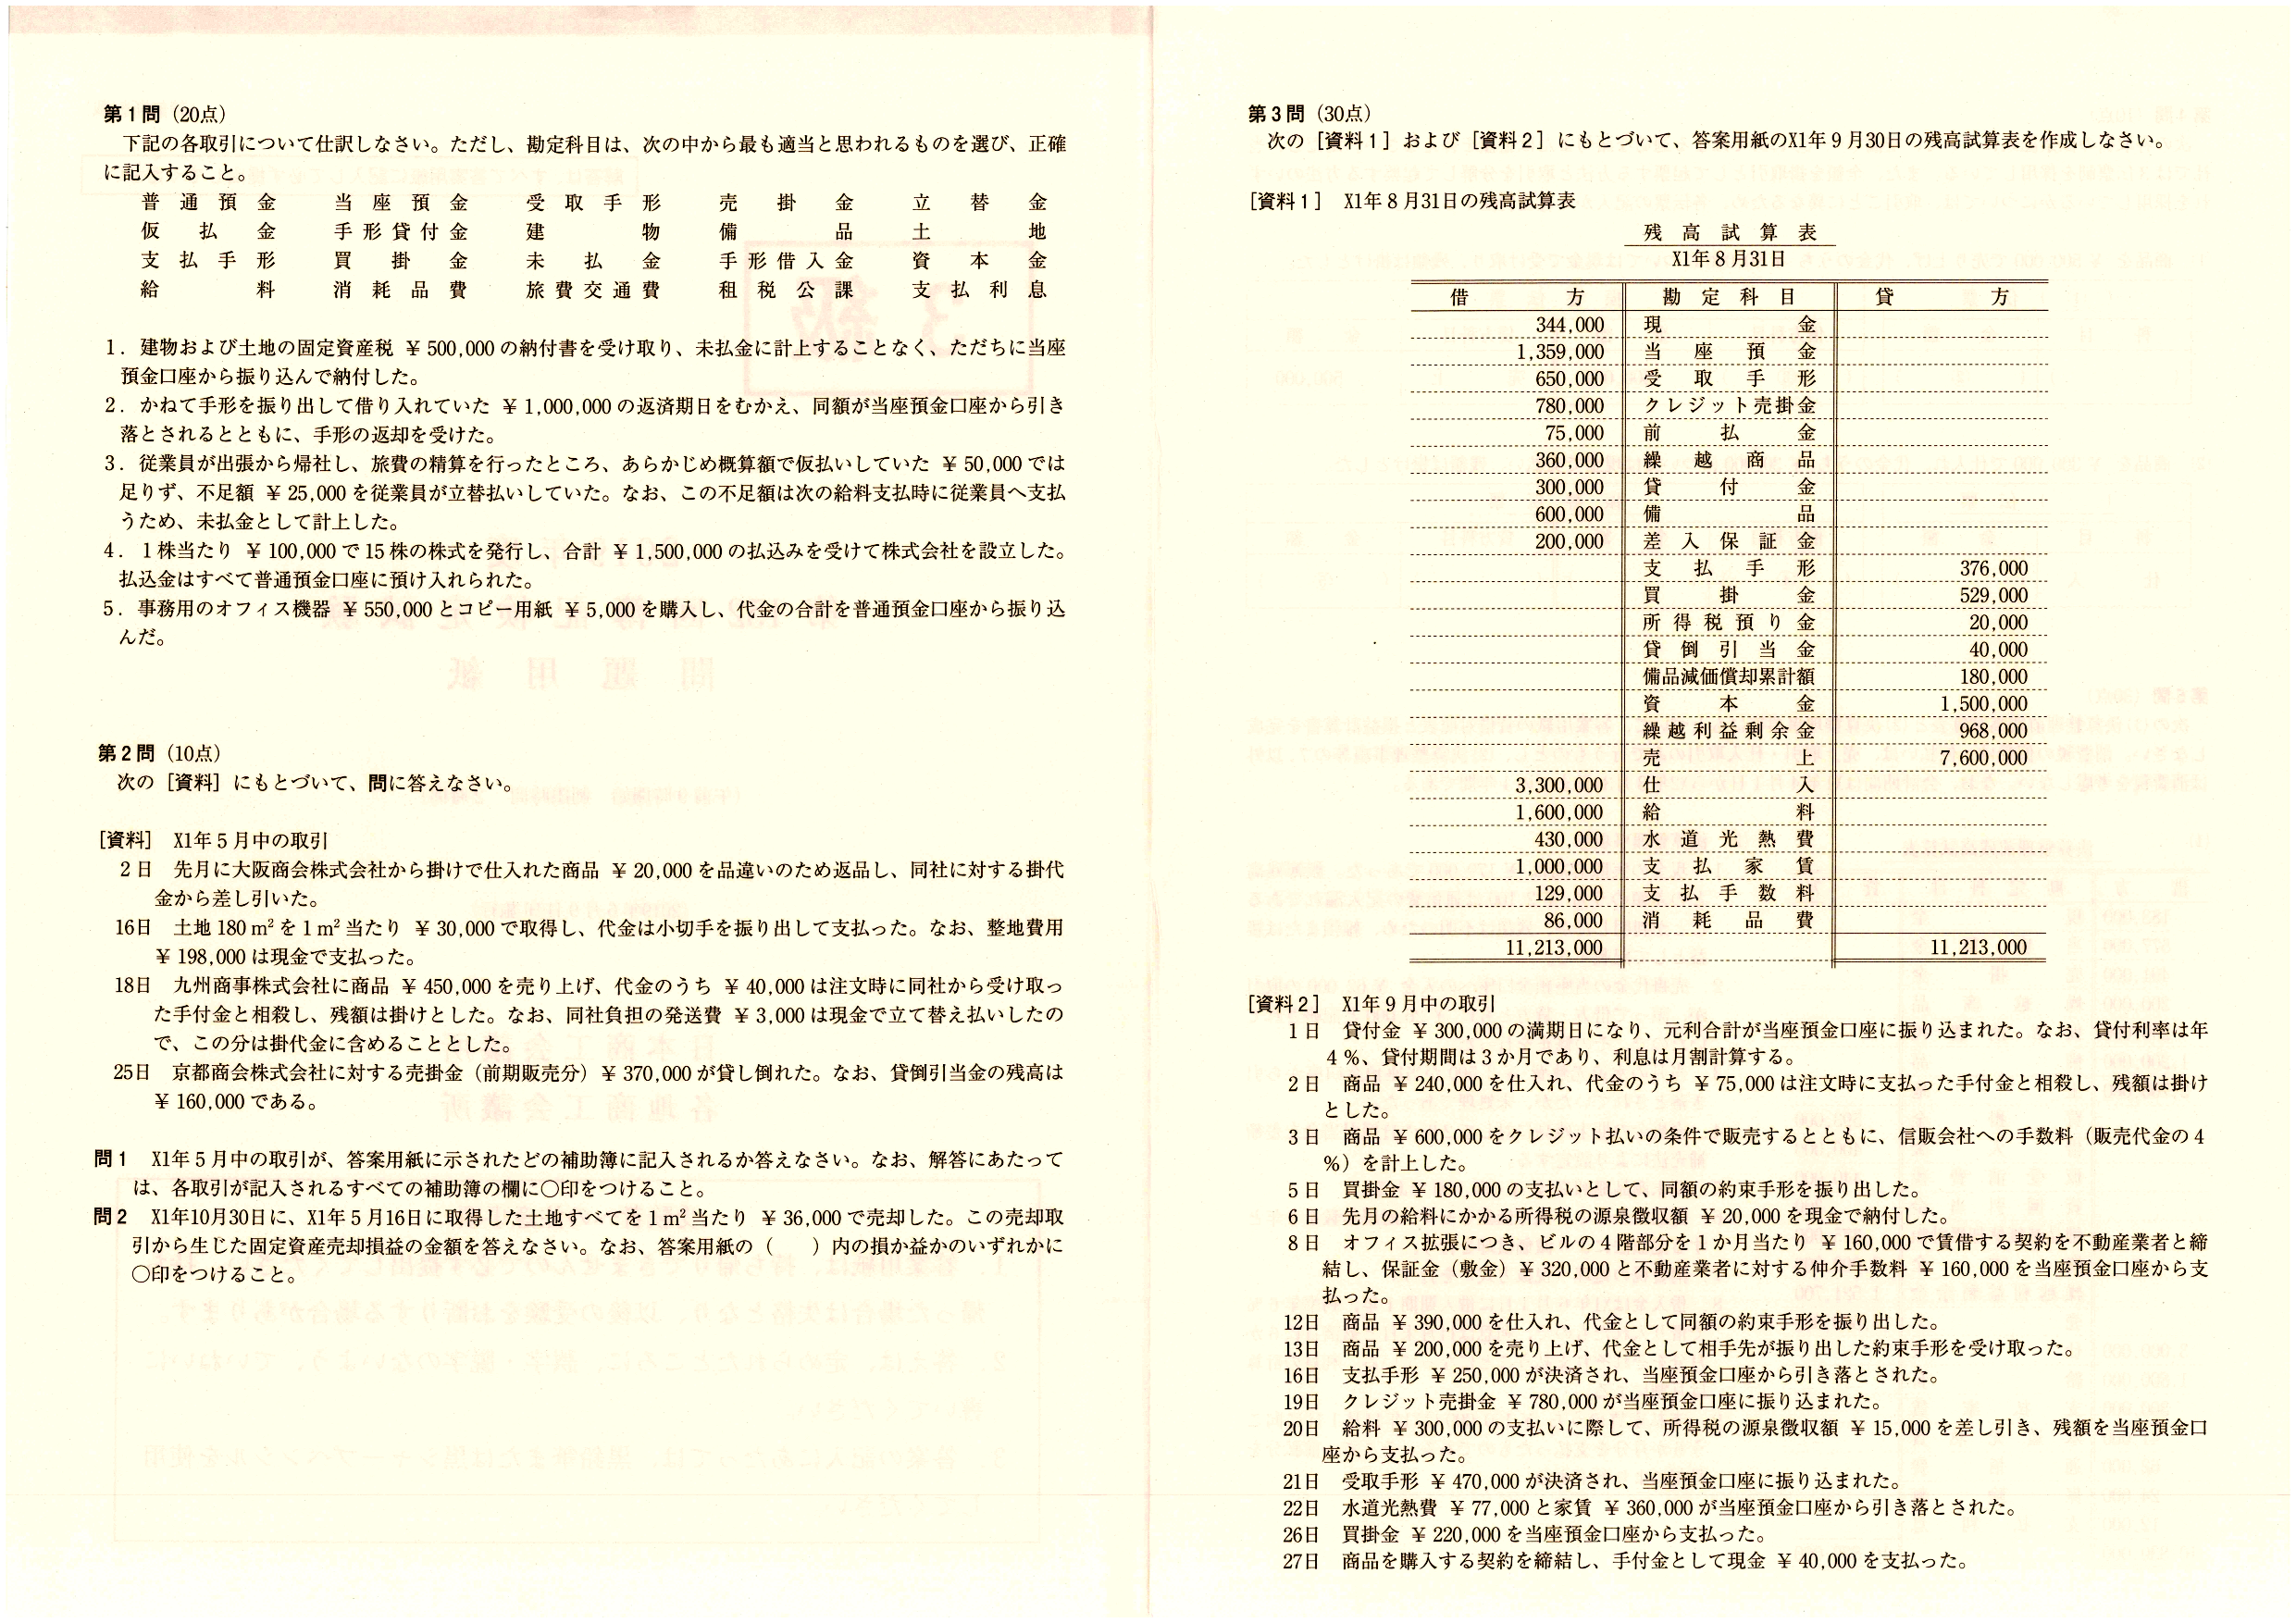 第1問（20点）
下記の各取引について仕訳しなさい。ただし、勘定科目は、次の中から最も適当と思われるものを選び、正確
に記入すること。
普通預金 当座預金 受取手形 売掛金 立替金
仮払金 手形貸付金 建物 備品 土地
支払手形 買掛金 未払金 手形借入金 資本金
給料 消耗品費 旅費交通費 租税公課 支払利息
1．建物および土地の固定資産税 ¥500,000の納付書を受け取り、未払金に計上することなく、ただちに当座
預金口座から振り込んで納付した。
2．かねて手形を振り出して借り入れていた ¥1,000,000の返済期日をむかえ、同額が当座預金口座から引き
落とされるとともに、手形の返却を受けた。
3．従業員が出張から帰社し、旅費の精算を行ったところ、あらかじめ概算額で仮払いしていた ¥50,000では
足りず、不足額 ¥25,000を従業員が立替払いしていた。なお、この不足額は次の給料支払時に従業員へ支払
うため、未払金として計上した。
4．1株当たり ¥100,000で15株の株式を発行し、合計 ¥1,500,000の払込みを受けて株式会社を設立した。
払込金はすべて普通預金口座に預け入れられた。
5．事務用のオフィス機器 ¥550,000とコピー用紙 ¥5,000を購入し、代金の合計を普通預金口座から振り込
んだ。
第2問（10点）
次の［資料］にもとづいて、問に答えなさい。
［資料］ X1年5月中の取引
2日 先月に大阪商会株式会社から掛けで仕入れた商品 ¥20,000を品違いのため返品し、同社に対する掛代
金から差し引いた。
16日 土地180㎡を1㎡当たり ¥30,000で取得し、代金は小切手を振り出して支払った。なお、整地費用
¥198,000は現金で支払った。
18日 九州商事株式会社に商品 ¥450,000を売り上げ、代金のうち ¥40,000は注文時に同社から受け取っ
た手付金と相殺し、残額は掛けとした。なお、同社負担の発送費 ¥3,000は現金で立て替え払いしたの
で、この分は掛代金に含めることとした。
25日 京都商会株式会社に対する売掛金（前期販売分）¥370,000が貸し倒れた。なお、貸倒引当金の残高は
¥160,000である。
問1 X1年5月中の取引が、答案用紙に示されたどの補助簿に記入されるか答えなさい。なお、解答にあたって
は、各取引が記入されるすべての補助簿の欄に〇印をつけること。
問2 X1年10月30日に、X1年5月16日に取得した土地すべてを1㎡当たり ¥36,000で売却した。この売却取
引から生じた固定資産売却損益の金額を答えなさい。なお、答案用紙の（　）内の損か益かのいずれかに
〇印をつけること。
第3問（30点）
次の［資料1］および［資料2］にもとづいて、答案用紙のX1年9月30日の残高試算表を作成しなさい。
［資料1］ X1年8月31日の残高試算表
残高試算表
X1年8月31日
借方 勘定科目 貸方
344,000 現金
1,359,000 当座預金
650,000 受取手形
780,000 クレジット売掛金
75,000 前払金
360,000 繰越商品
300,000 貸付金
600,000 備品
200,000 差入保証金
支払手形 376,000
買掛金 529,000
所得税預り金 20,000
貸倒引当金 40,000
備品減価償却累計額 180,000
資本金 1,500,000
繰越利益剰余金 968,000
売上 7,600,000
3,300,000 仕入
1,600,000 給料
430,000 水道光熱費
1,000,000 支払家賃
129,000 支払手数料
86,000 消耗品費
11,213,000 11,213,000
［資料2］ X1年9月中の取引
1日 貸付金 ¥300,000の満期日になり、元利合計が当座預金口座に振り込まれた。なお、貸付利率は年
4％、貸付期間は3か月であり、利息は月割計算する。
2日 商品 ¥240,000を仕入れ、代金のうち ¥75,000は注文時に支払った手付金と相殺し、残額は掛け
とした。
3日 商品 ¥600,000をクレジット払いの条件で販売するとともに、信販会社への手数料（販売代金の4
％）を計上した。
5日 買掛金 ¥180,000の支払いとして、同額の約束手形を振り出した。
6日 先月の給料にかかる所得税の源泉徴収額 ¥20,000を現金で納付した。
8日 オフィス拡張につき、ビルの4階部分を1か月当たり ¥160,000で賃借する契約を不動産業者と締
結し、保証金（敷金）¥320,000と不動産業者に対する仲介手数料 ¥160,000を当座預金口座から支
払った。
12日 商品 ¥390,000を仕入れ、代金として同額の約束手形を振り出した。
13日 商品 ¥200,000を売り上げ、代金として相手先が振り出した約束手形を受け取った。
16日 支払手形 ¥250,000が決済され、当座預金口座から引き落とされた。
19日 クレジット売掛金 ¥780,000が当座預金口座に振り込まれた。
20日 給料 ¥300,000の支払いに際して、所得税の源泉徴収額 ¥15,000を差し引き、残額を当座預金口
座から支払った。
21日 受取手形 ¥470,000が決済され、当座預金口座に振り込まれた。
22日 水道光熱費 ¥77,000と家賃 ¥360,000が当座預金口座から引き落とされた。
26日 買掛金 ¥220,000を当座預金口座から支払った。
27日 商品を購入する契約を締結し、手付金として現金 ¥40,000を支払った。